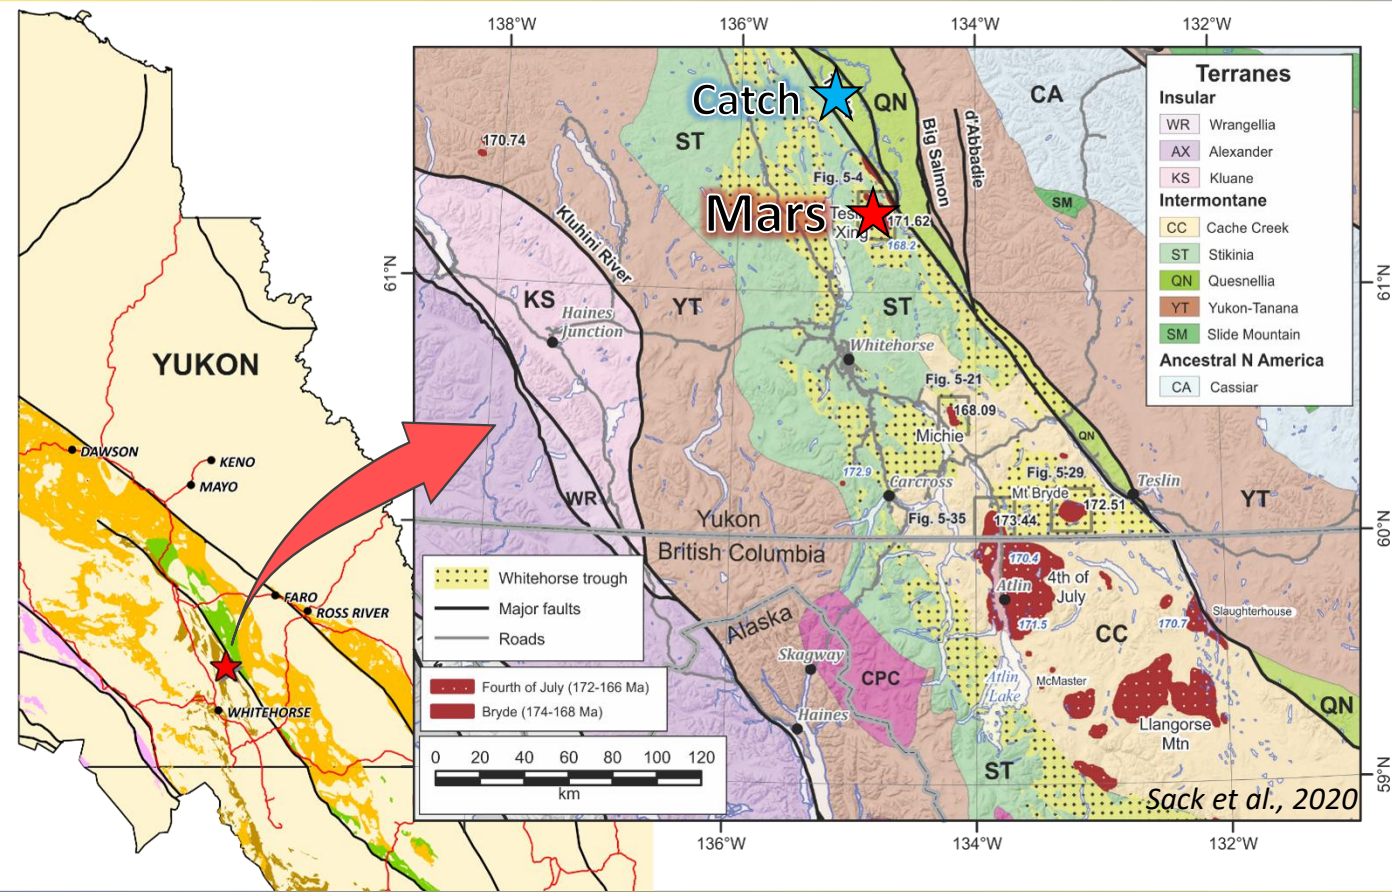 YUKON
DAWSON
KENO
MAYO
FARO
ROSS RIVER
WHITEHORSE
138°W
136°W
134°W
132°W
61°N
61°N
60°N
59°N
136°W
134°W
132°W
Catch
Mars
170.74
ST
QN
CA
Big Salmon
d'Abbadie
SM
Fig. 5-4
171.62
168.2
Kluhini River
KS
Haines
Junction
YT
ST
Whitehorse
Fig. 5-21
168.09
Michie
QN
172.9
Carcross
Fig. 5-29
Mt Bryde
172.51
Teslin
YT
WR
Fig. 5-35
173.44
Yukon
British Columbia
170.4
Atlin
4th of
July
171.5
170.7
Slaughterhouse
Alaska
CC
Skagway
CPC
Atlin
Lake
McMaster
Haines
Llangorse
Mtn
QN
ST
Sack et al., 2020
Terranes
Insular
WR Wrangellia
AX Alexander
KS Kluane
Intermontane
CC Cache Creek
ST Stikinia
QN Quesnellia
YT Yukon-Tanana
SM Slide Mountain
Ancestral N America
CA Cassiar
Whitehorse trough
Major faults
Roads
Fourth of July (172-166 Ma)
Bryde (174-168 Ma)
0 20 40 60 80 100 120
km